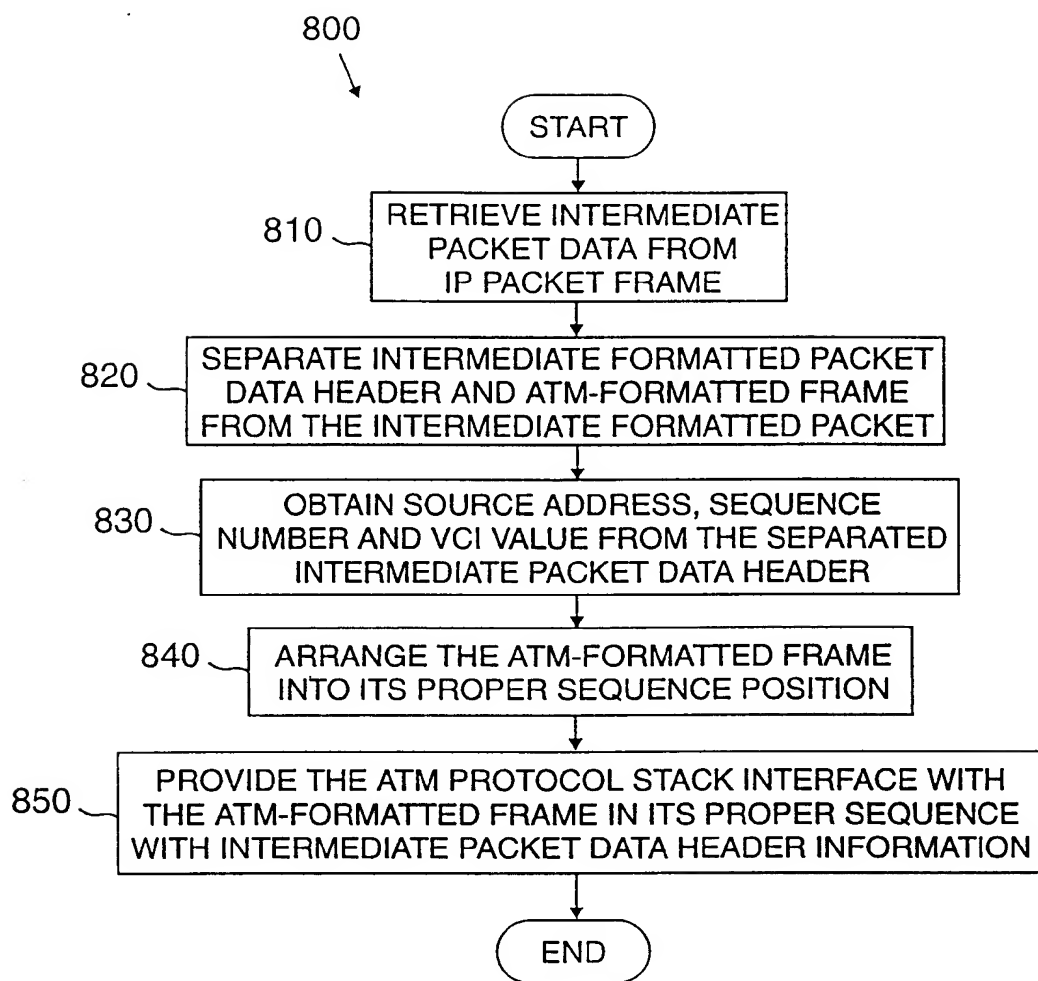 800
START
810
RETRIEVE INTERMEDIATE
PACKET DATA FROM
IP PACKET FRAME
820
SEPARATE INTERMEDIATE FORMATTED PACKET
DATA HEADER AND ATM-FORMATTED FRAME
FROM THE INTERMEDIATE FORMATTED PACKET
830
OBTAIN SOURCE ADDRESS, SEQUENCE
NUMBER AND VCI VALUE FROM THE SEPARATED
INTERMEDIATE PACKET DATA HEADER
840
ARRANGE THE ATM-FORMATTED FRAME
INTO ITS PROPER SEQUENCE POSITION
850
PROVIDE THE ATM PROTOCOL STACK INTERFACE WITH
THE ATM-FORMATTED FRAME IN ITS PROPER SEQUENCE
WITH INTERMEDIATE PACKET DATA HEADER INFORMATION
END